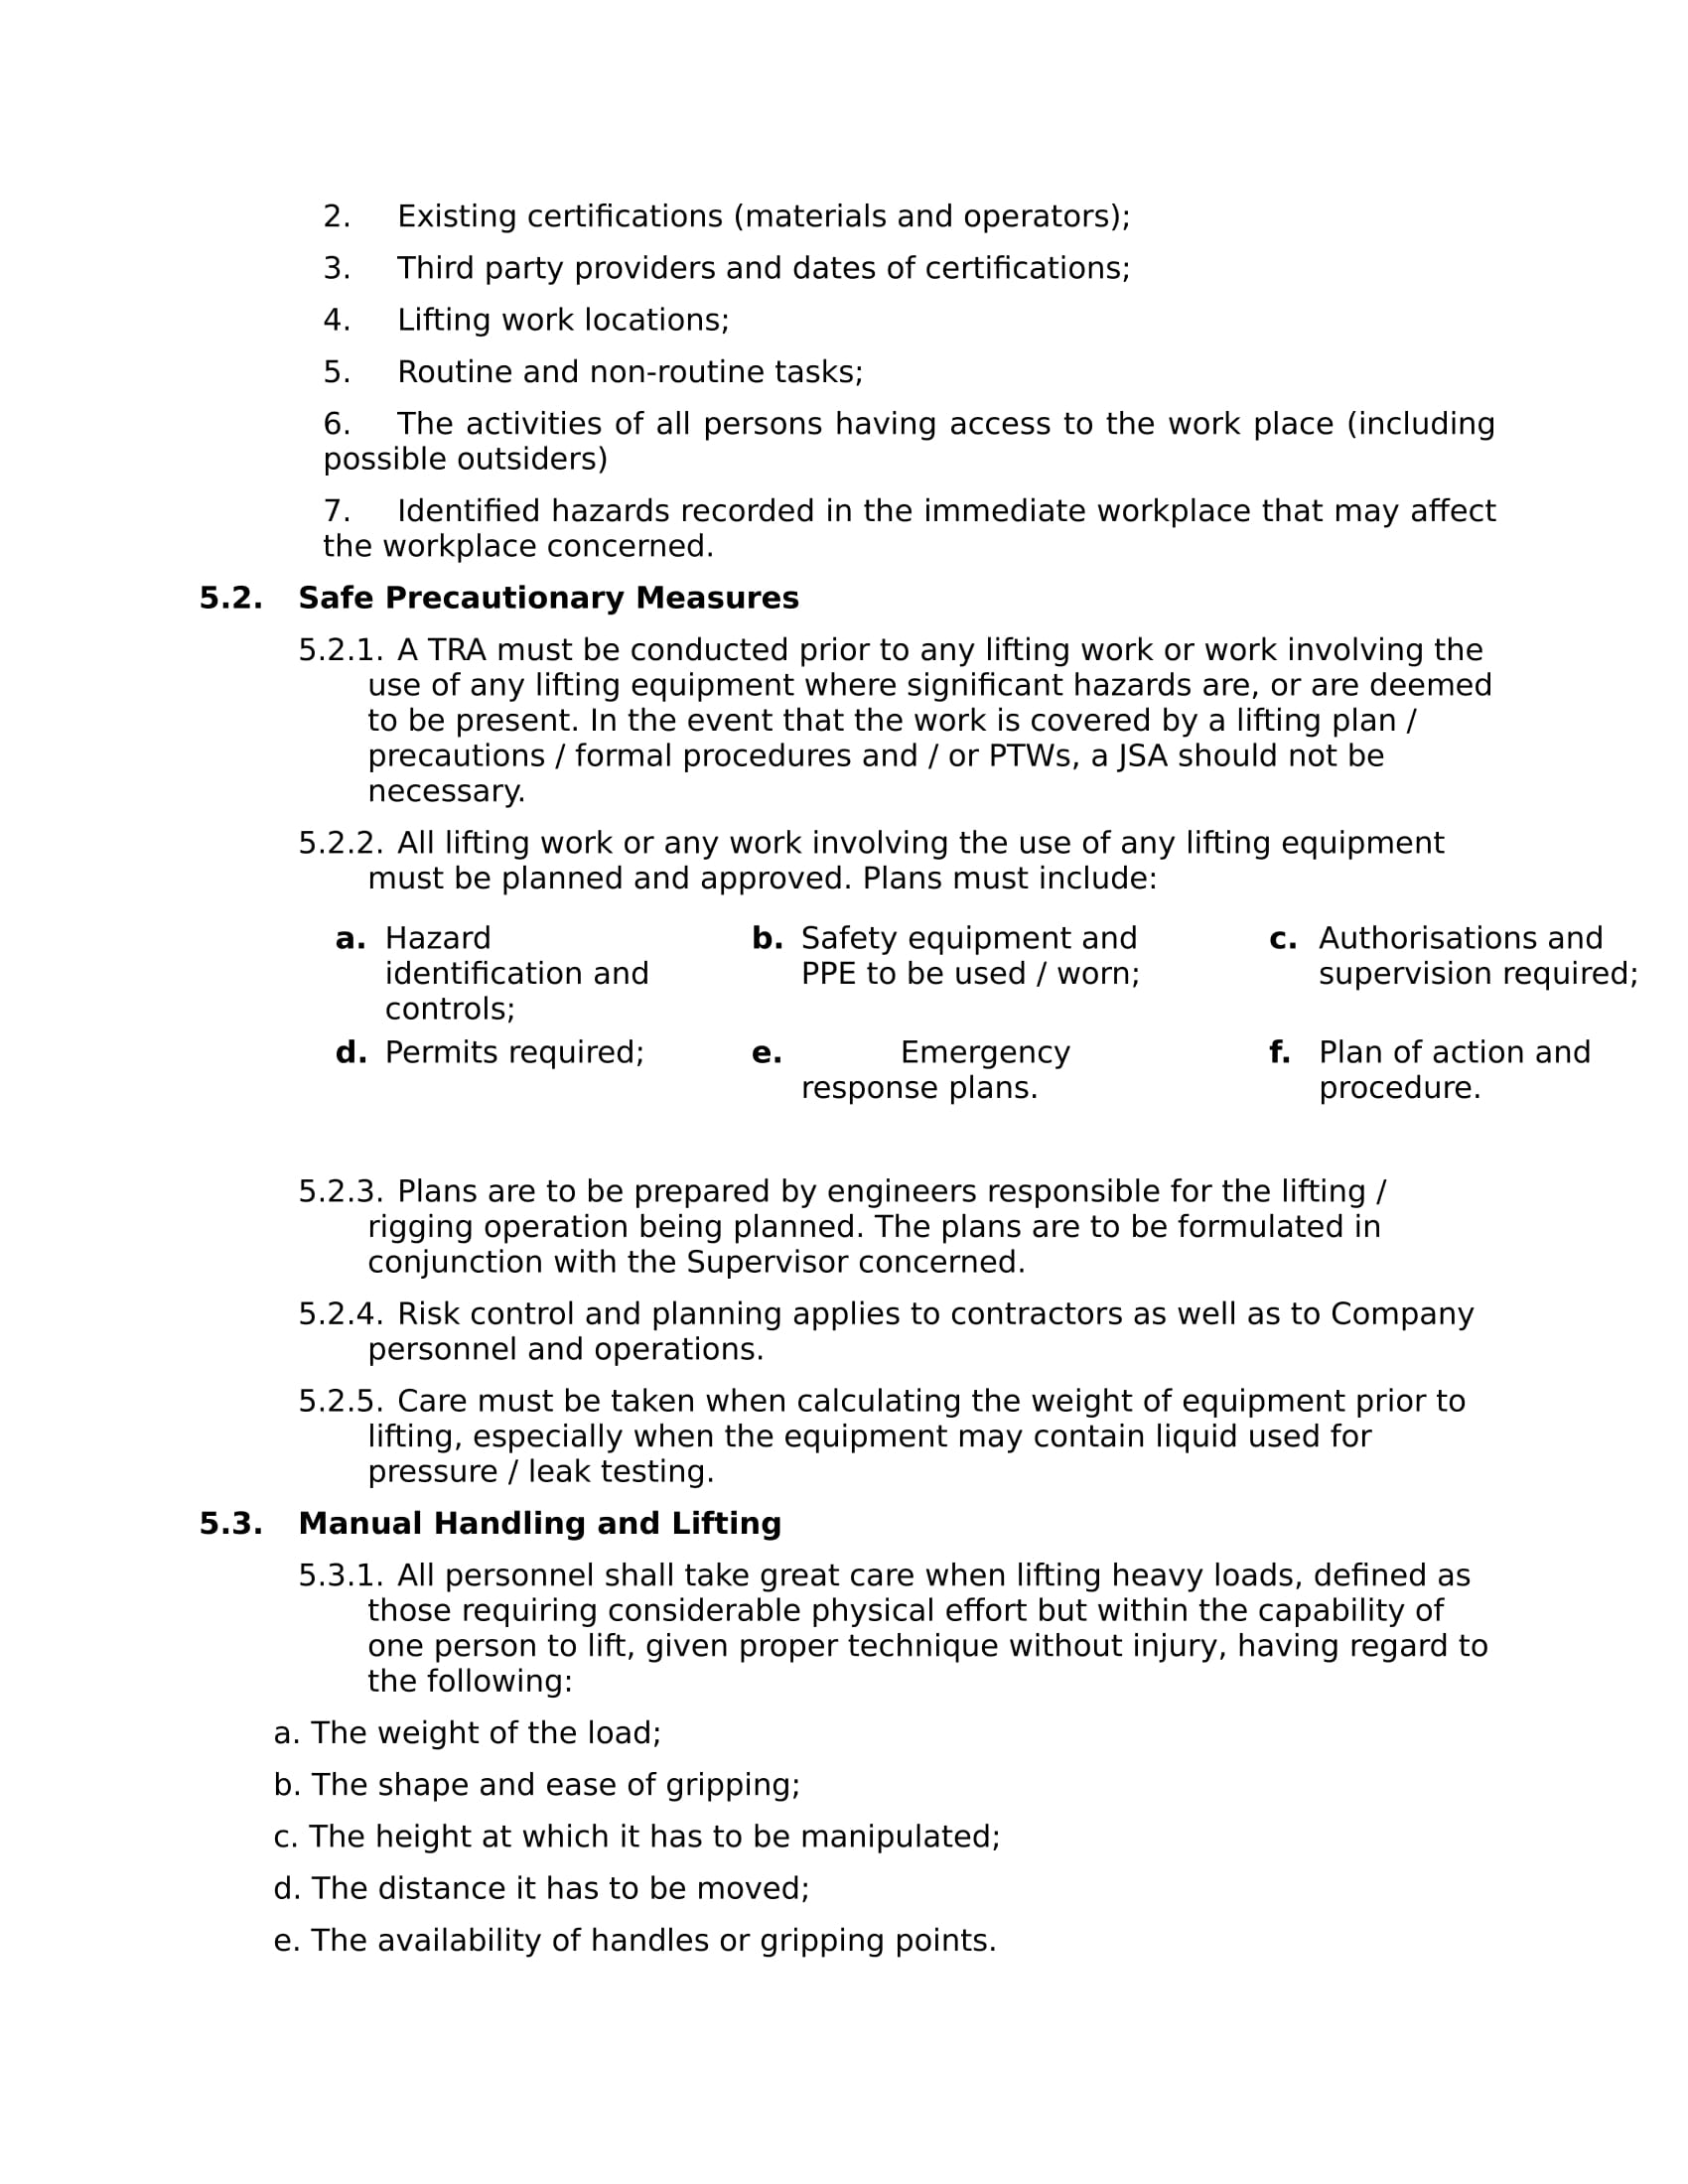 2. Existing certifications (materials and operators);
3. Third party providers and dates of certifications;
4. Lifting work locations;
5. Routine and non-routine tasks;
6. The activities of all persons having access to the work place (including
possible outsiders)
7. Identified hazards recorded in the immediate workplace that may affect
the workplace concerned.
5.2. Safe Precautionary Measures
5.2.1. A TRA must be conducted prior to any lifting work or work involving the
use of any lifting equipment where significant hazards are, or are deemed
to be present. In the event that the work is covered by a lifting plan /
precautions / formal procedures and / or PTWs, a JSA should not be
necessary.
5.2.2. All lifting work or any work involving the use of any lifting equipment
must be planned and approved. Plans must include:
a. Hazard
identification and
controls;
b. Safety equipment and
PPE to be used / worn;
c. Authorisations and
supervision required;
d. Permits required;
e. Emergency
response plans.
f. Plan of action and
procedure.
5.2.3. Plans are to be prepared by engineers responsible for the lifting /
rigging operation being planned. The plans are to be formulated in
conjunction with the Supervisor concerned.
5.2.4. Risk control and planning applies to contractors as well as to Company
personnel and operations.
5.2.5. Care must be taken when calculating the weight of equipment prior to
lifting, especially when the equipment may contain liquid used for
pressure / leak testing.
5.3. Manual Handling and Lifting
5.3.1. All personnel shall take great care when lifting heavy loads, defined as
those requiring considerable physical effort but within the capability of
one person to lift, given proper technique without injury, having regard to
the following:
a. The weight of the load;
b. The shape and ease of gripping;
c. The height at which it has to be manipulated;
d. The distance it has to be moved;
e. The availability of handles or gripping points.